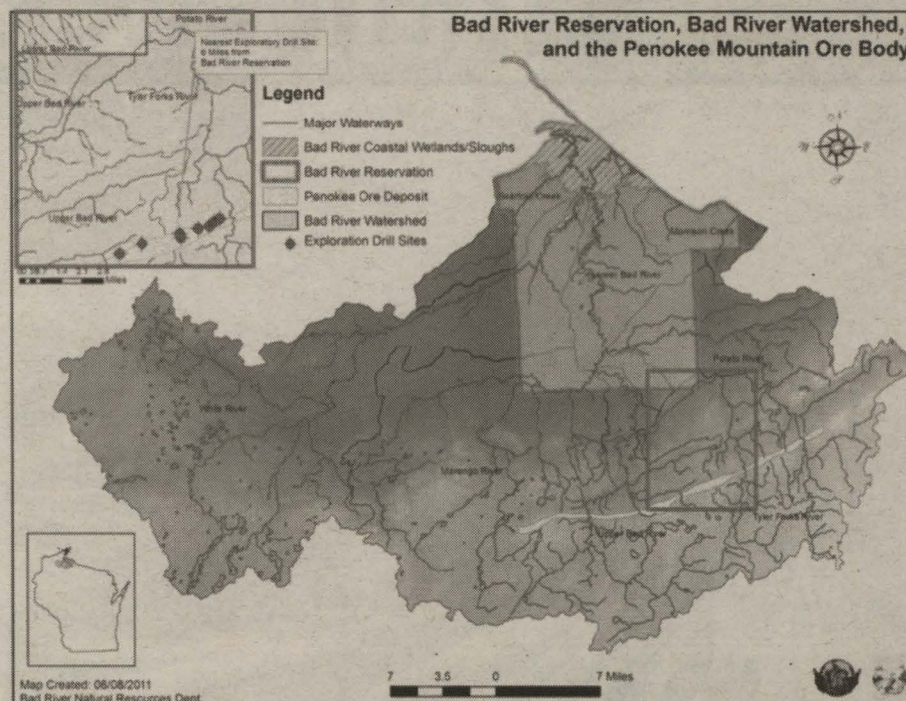 Bad River Reservation, Bad River Watershed,
and the Penokee Mountain Ore Body
Potato River
Lower Bad River
Nearest Exploratory Drill Site:
6 Miles from
Bad River Reservation
Upper Bad River
Tyler Forks River
Upper Bad River
Miles
Legend
Major Waterways
Bad River Coastal Wetlands/Sloughs
Bad River Reservation
Penokee Ore Deposit
Bad River Watershed
Exploration Drill Sites
N
W
E
S
Morrison Creek
Lower Bad River
Potato River
White River
Marengo River
Tyler Forks River
Upper Bad River
Map Created: 06/08/2011
Bad River Natural Resources Dept
7 3.5 0 7 Miles